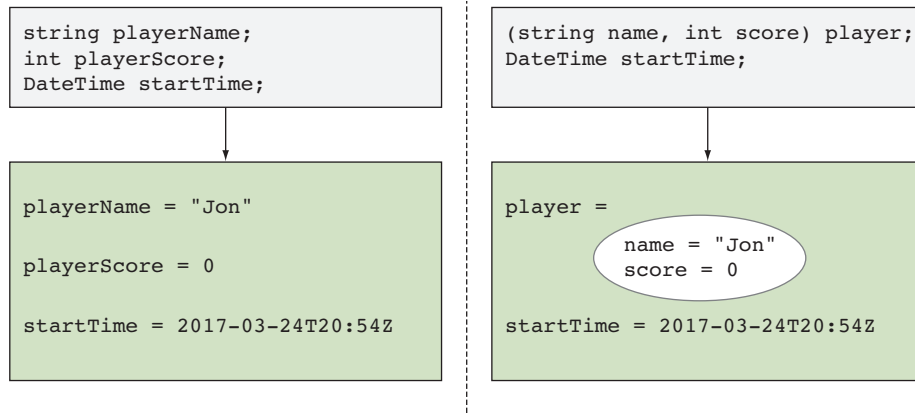 string playerName;
int playerScore;
DateTime startTime;
playerName = "Jon"
playerScore = 0
startTime = 2017-03-24T20:54Z
(string name, int score) player;
DateTime startTime;
player =
name = "Jon"
score = 0
startTime = 2017-03-24T20:54Z